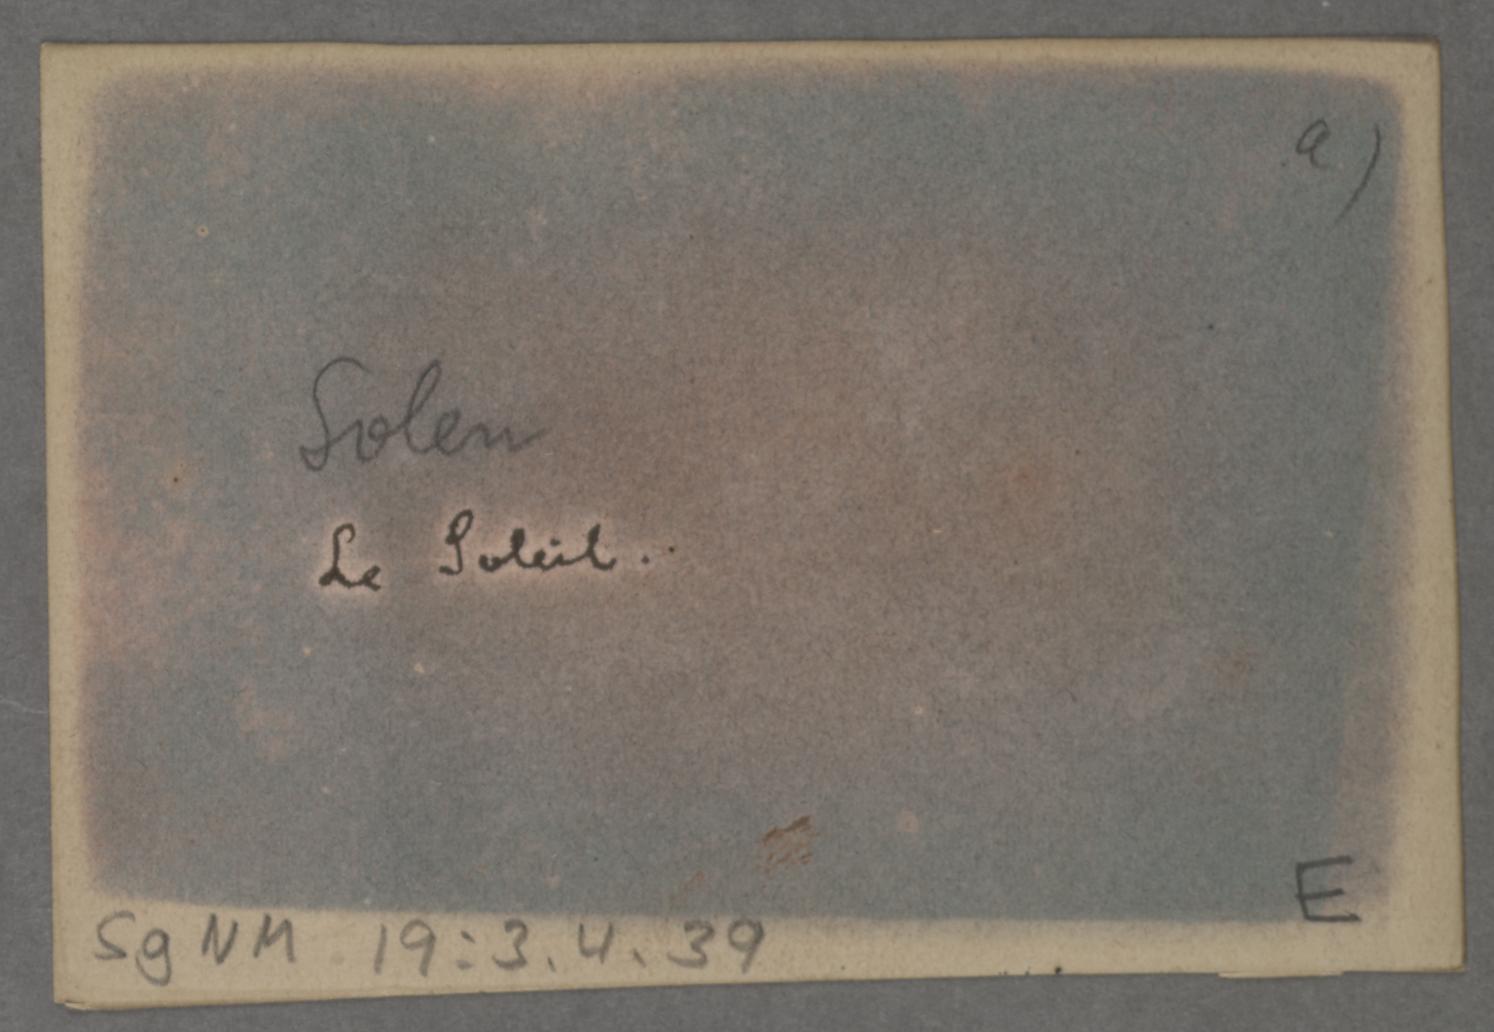 a)
Solen
Le Soleil.
E
SgNM 19:3.4.39